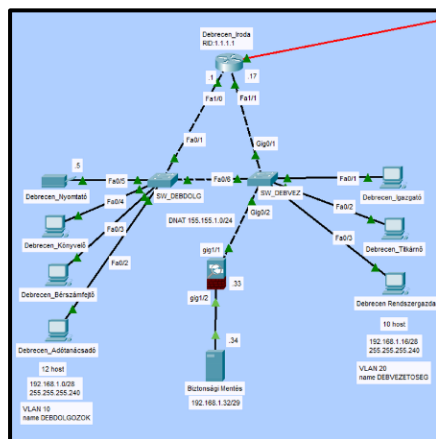 Debrecen_Iroda
RID:1.1.1.1
.1
.17
Fa1/0
Fa1/1
Fa0/1
Gig0/1
.5
Fa0/5
Fa0/6
Fa0/1
Debrecen_Nyomtató
SW_DEBDOLG
SW_DEBVEZ
Debrecen_Igazgató
Fa0/4
DNAT 155.155.1.0/24
Gig0/2
Fa0/2
Debrecen_Könyvelő
Fa0/3
Debrecen_Titkárnő
gig1/1
Fa0/3
Fa0/2
Debrecen_Bérszámfejtő
.33
gig1/2
Debrecen Rendszergazda
Debrecen_Adótanácsadó
.34
12 host
192.168.1.0/28
255.255.255.240
VLAN 10
name DEBDOLGOZOK
Biztonsági Mentés
192.168.1.32/29
10 host
192.168.1.16/28
255.255.255.240
VLAN 20
name DEBVEZETOSEG